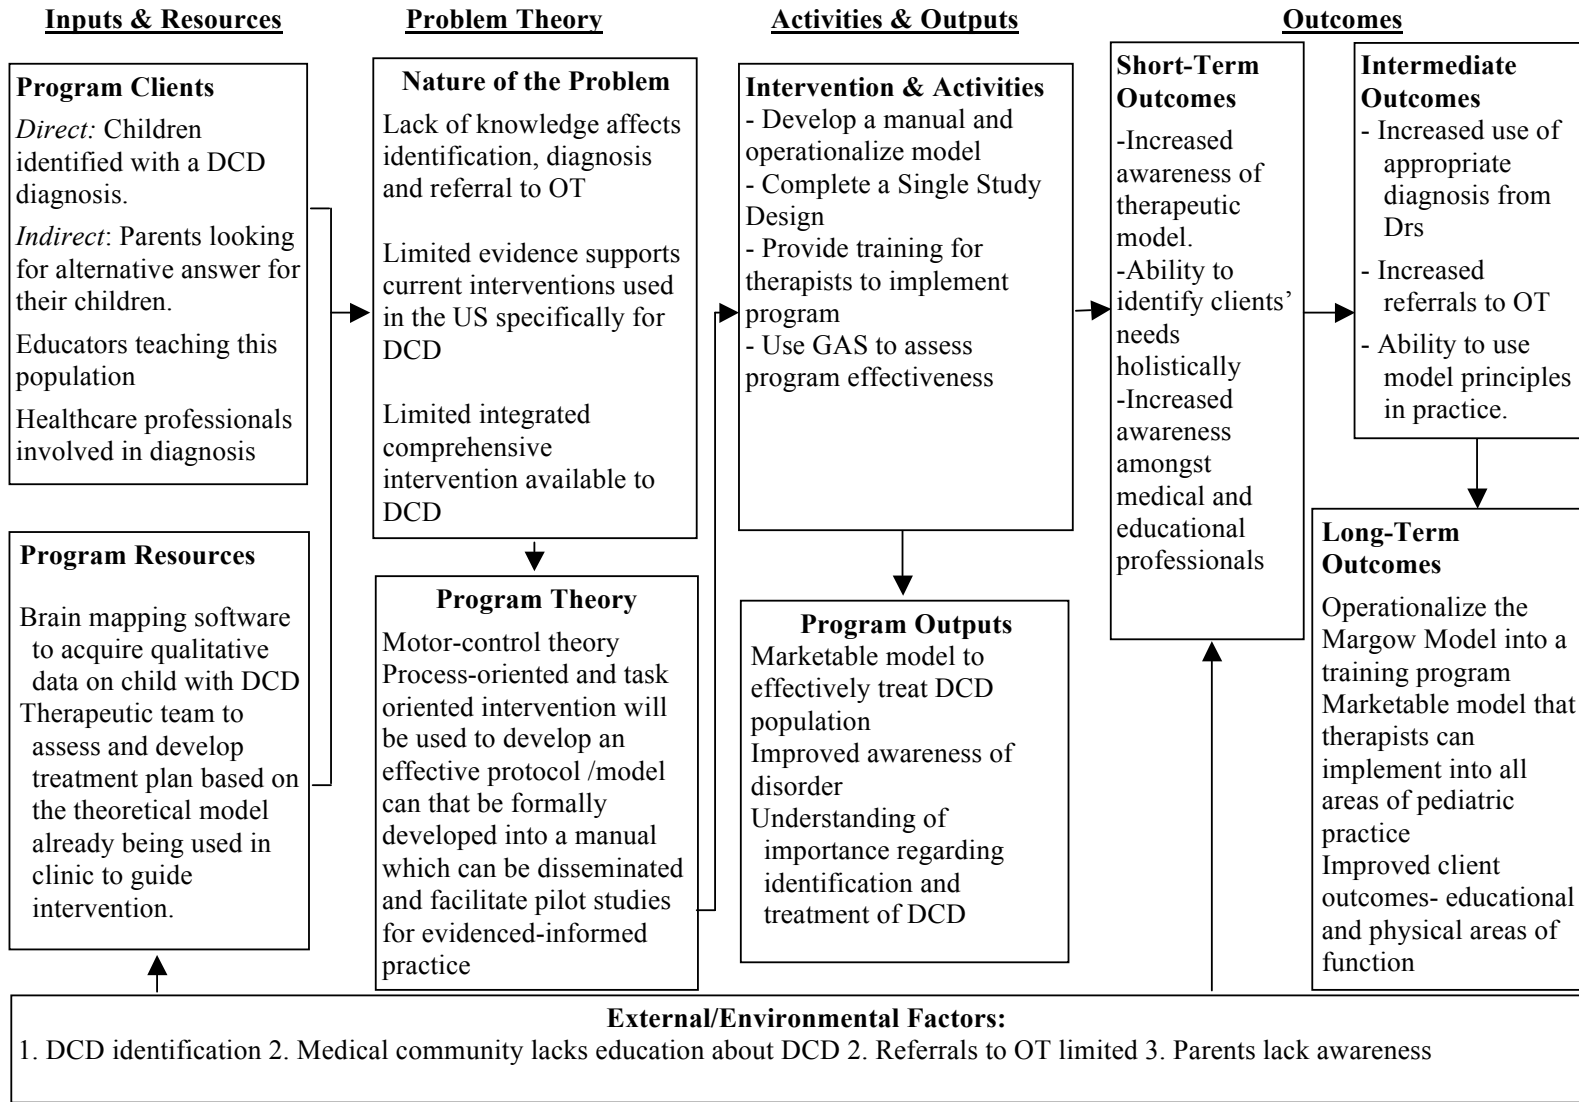 Inputs & Resources
Problem Theory
Activities & Outputs
Outcomes
Program Clients
Direct: Children
identified with a DCD
diagnosis.
Indirect: Parents looking
for alternative answer for
their children.
Educators teaching this
population
Healthcare professionals
involved in diagnosis
Program Resources
Brain mapping software
to acquire qualitative
data on child with DCD
Therapeutic team to
assess and develop
treatment plan based on
the theoretical model
already being used in
clinic to guide
intervention.
Nature of the Problem
Lack of knowledge affects
identification, diagnosis
and referral to OT
Limited evidence supports
current interventions used
in the US specifically for
DCD
Limited integrated
comprehensive
intervention available to
DCD
Program Theory
Motor-control theory
Process-oriented and task
oriented intervention will
be used to develop an
effective protocol /model
can that be formally
developed into a manual
which can be disseminated
and facilitate pilot studies
for evidenced-informed
practice
Intervention & Activities
- Develop a manual and
operationalize model
- Complete a Single Study
Design
- Provide training for
therapists to implement
program
- Use GAS to assess
program effectiveness
Program Outputs
Marketable model to
effectively treat DCD
population
Improved awareness of
disorder
Understanding of
importance regarding
identification and
treatment of DCD
Short-Term
Outcomes
-Increased
awareness of
therapeutic
model.
-Ability to
identify clients’
needs
holistically
-Increased
awareness
amongst
medical and
educational
professionals
Intermediate
Outcomes
- Increased use of
appropriate
diagnosis from
Drs
- Increased
referrals to OT
- Ability to use
model principles
in practice.
Long-Term
Outcomes
Operationalize the
Margow Model into a
training program
Marketable model that
therapists can
implement into all
areas of pediatric
practice
Improved client
outcomes- educational
and physical areas of
function
External/Environmental Factors:
1. DCD identification 2. Medical community lacks education about DCD 2. Referrals to OT limited 3. Parents lack awareness